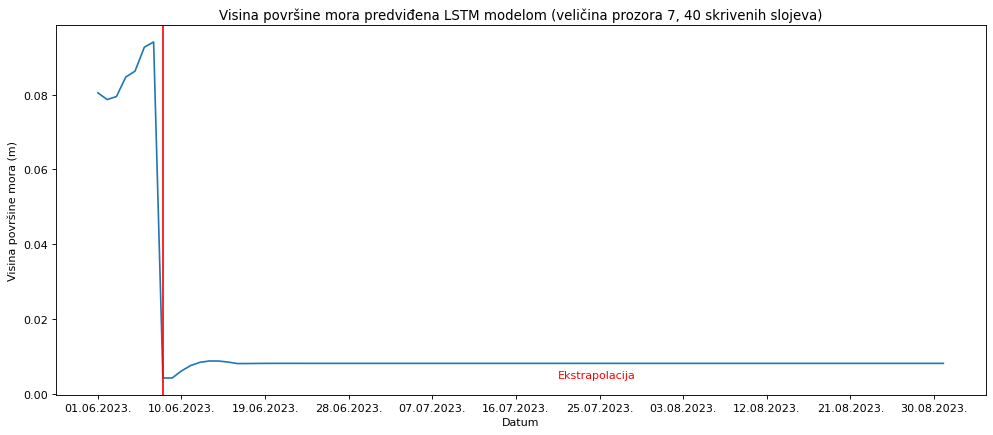 Visina površine mora predviđena LSTM modelom (veličina prozora 7, 40 skrivenih slojeva)
Visina površine mora (m)
0.08
0.06
0.04
0.02
0.00
Ekstrapolacija
01.06.2023. 10.06.2023. 19.06.2023. 28.06.2023. 07.07.2023. 16.07.2023. 25.07.2023. 03.08.2023. 12.08.2023. 21.08.2023. 30.08.2023.
Datum